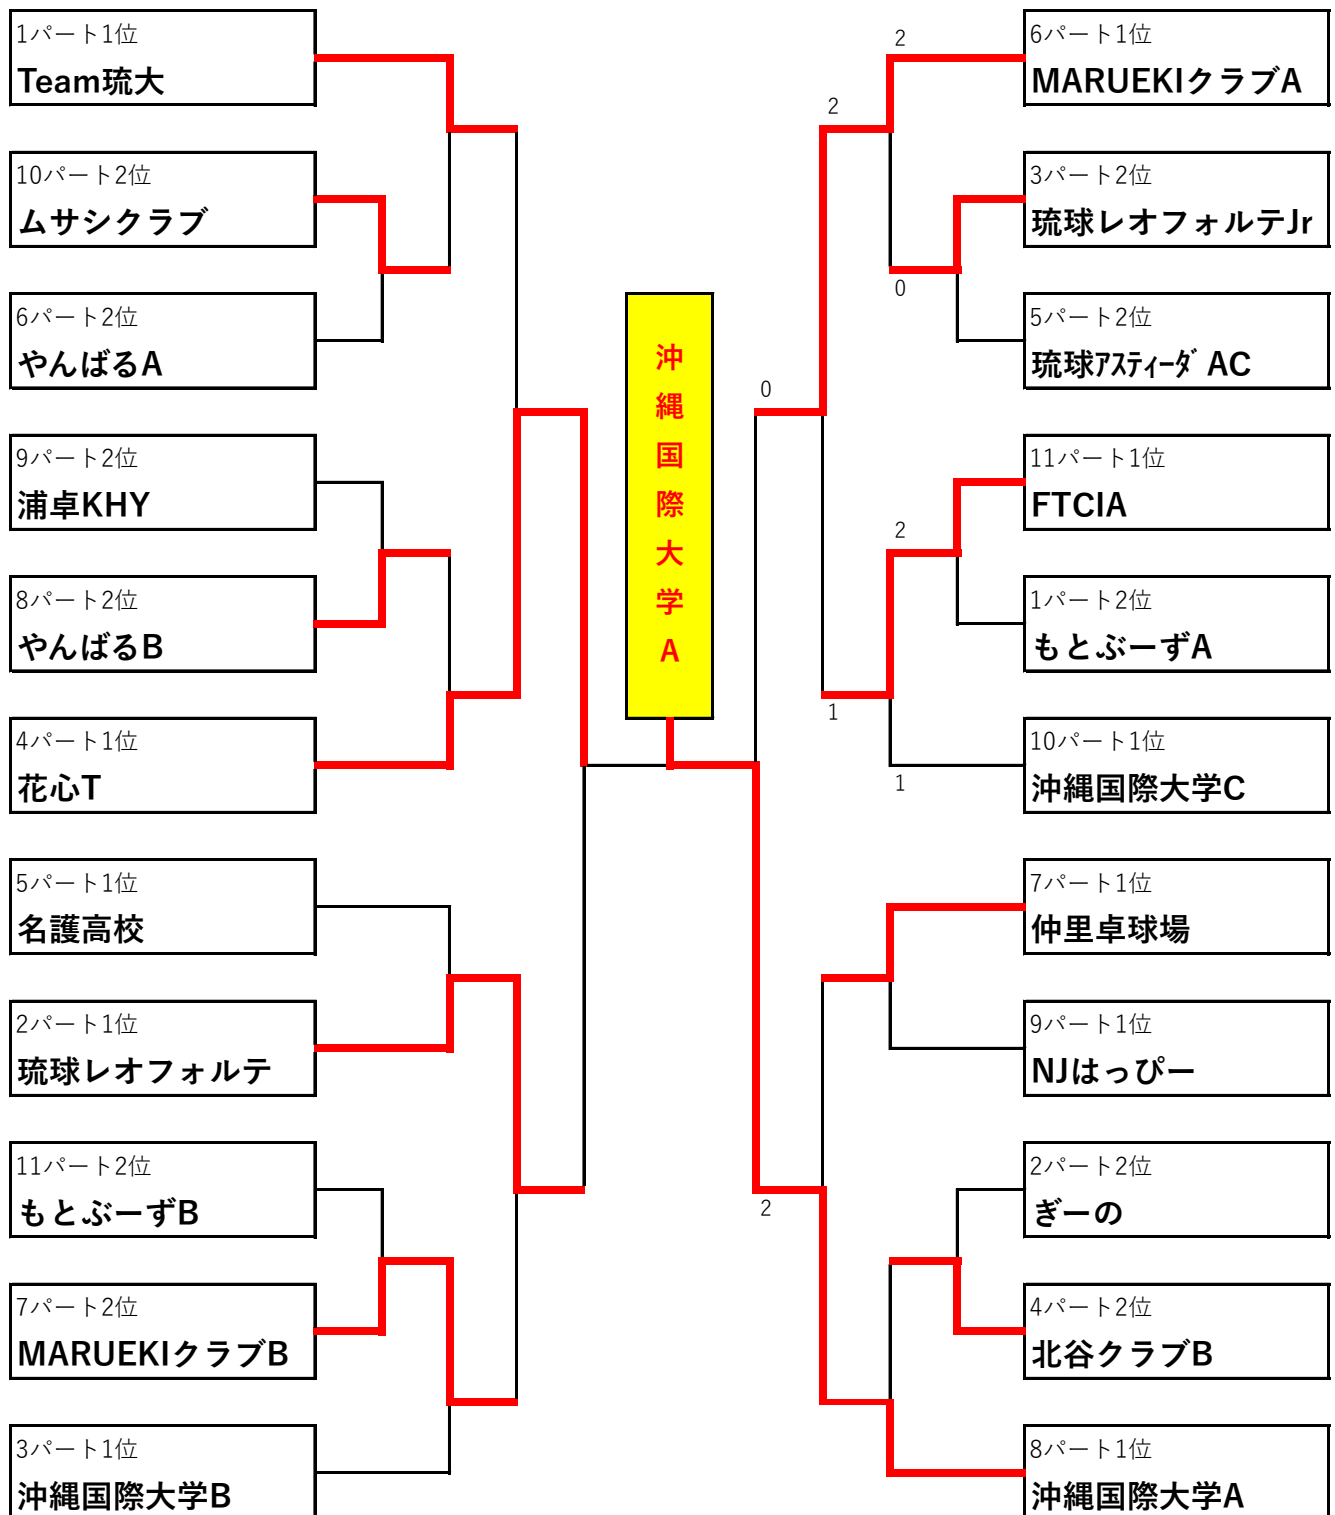 1パート1位
Team琉大
10パート2位
ムサシクラブ
6パート2位
やんばるA
9パート2位
浦卓KHY
8パート2位
やんばるB
4パート1位
花心T
5パート1位
名護高校
2パート1位
琉球レオフォルテ
11パート2位
もとぶーずB
7パート2位
MARUEKIクラブB
3パート1位
沖縄国際大学B
沖縄国際大学A
2
2
0
0
2
1
1
2
6パート1位
MARUEKIクラブA
3パート2位
琉球レオフォルテJr
5パート2位
琉球ｱｽﾃｨｰﾀﾞ AC
11パート1位
FTCIA
1パート2位
もとぶーずA
10パート1位
沖縄国際大学C
7パート1位
仲里卓球場
9パート1位
NJはっぴー
2パート2位
ぎーの
4パート2位
北谷クラブB
8パート1位
沖縄国際大学A